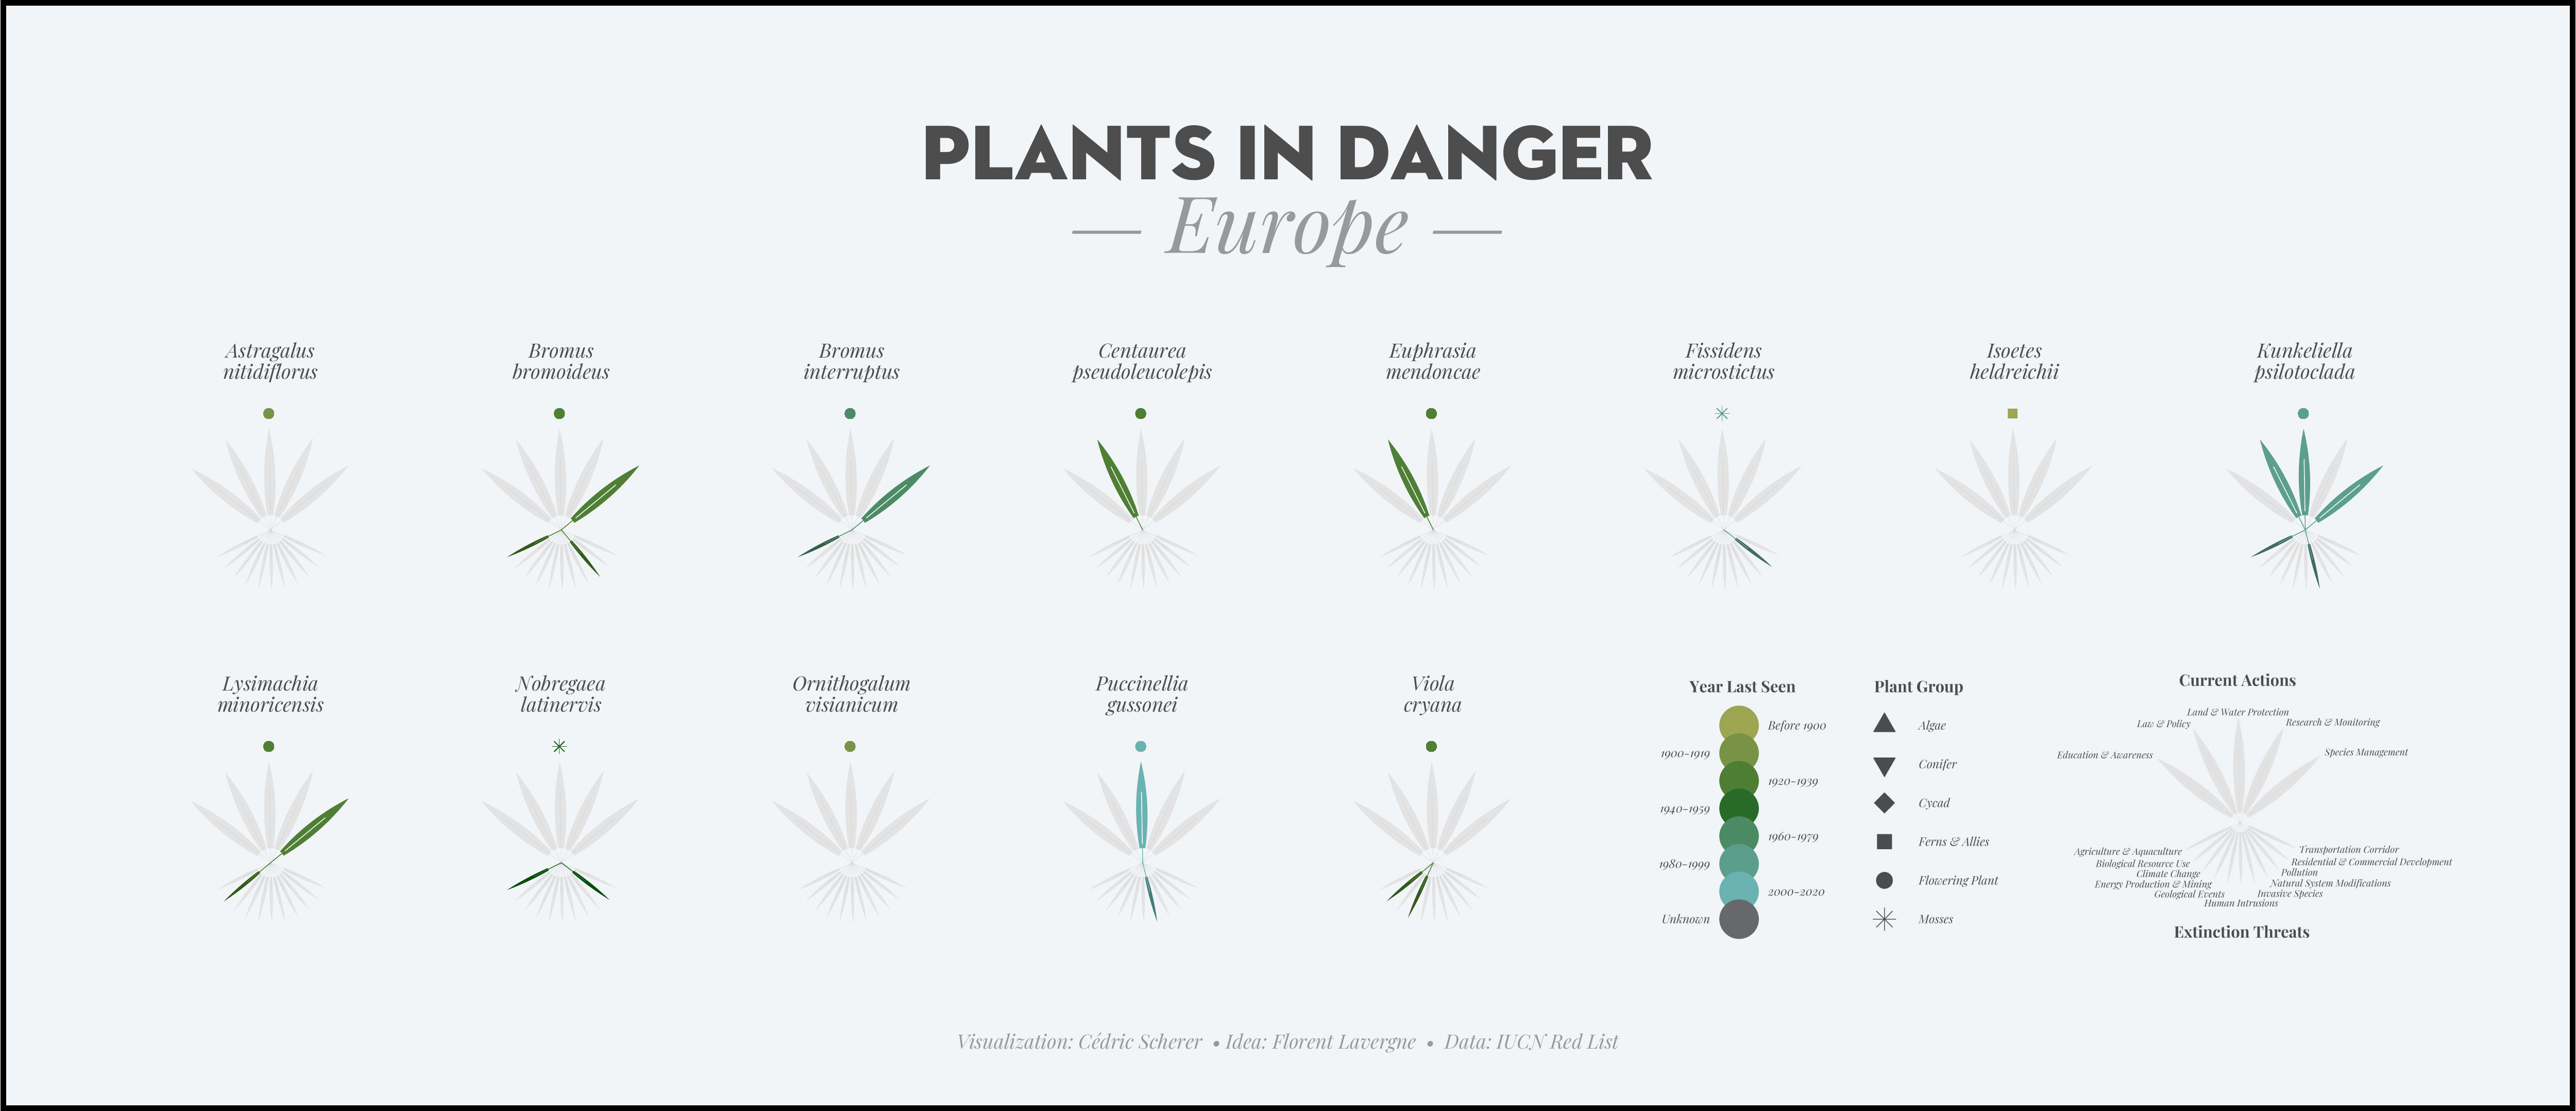 PLANTS IN DANGER
— Europe —
Astragalus
nitidiflorus
Bromus
bromoideus
Bromus
interruptus
Centaurea
pseudoleucolepis
Euphrasia
mendoncae
Fissidens
microstictus
Isoetes
heldreichii
Kunkeliella
psilotoclada
Lysimachia
minoricensis
Nobregaea
latinervis
Ornithogalum
visianicum
Puccinellia
gussonei
Viola
cryana
Year Last Seen
Before 1900
1900-1919
1920-1939
1940-1959
1960-1979
1980-1999
2000-2020
Unknown
Plant Group
Algae
Conifer
Cycad
Ferns & Allies
Flowering Plant
Mosses
Current Actions
Land & Water Protection
Law & Policy
Research & Monitoring
Education & Awareness
Species Management
Agriculture & Aquaculture
Transportation Corridor
Biological Resource Use
Residential & Commercial Development
Climate Change
Pollution
Energy Production & Mining
Natural System Modifications
Geological Events
Invasive Species
Human Intrusions
Extinction Threats
Visualization: Cédric Scherer • Idea: Florent Lavergne • Data: IUCN Red List